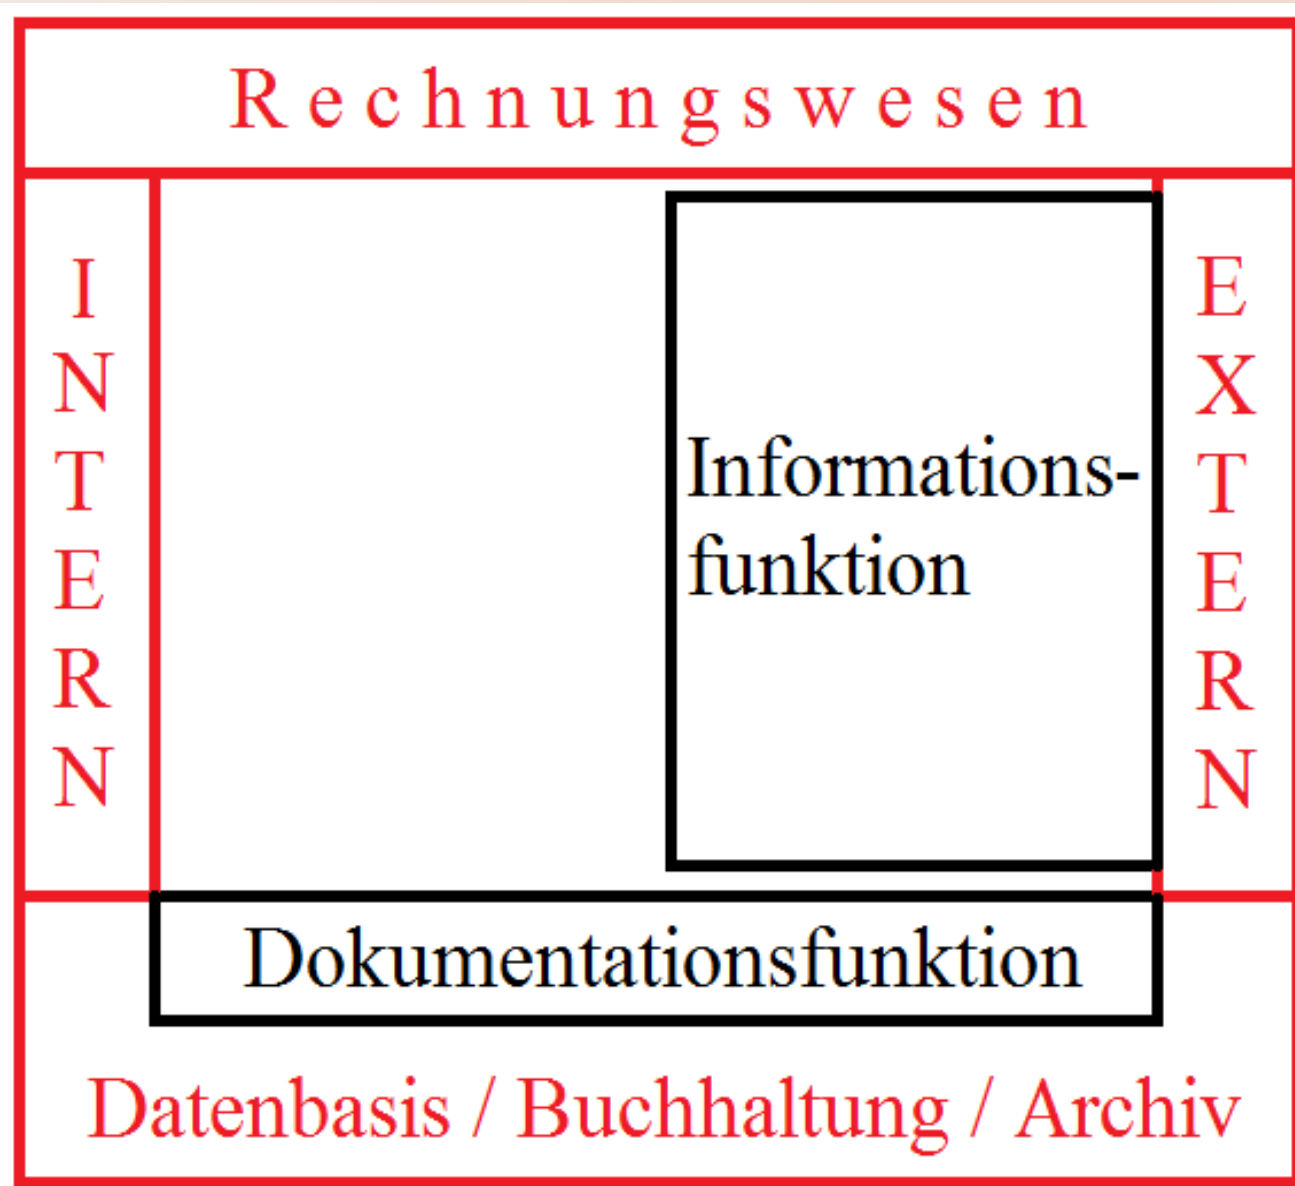 Rechnungswesen
INTERN
Informations-
funktion
EXTERN
Dokumentationsfunktion
Datenbasis / Buchhaltung / Archiv